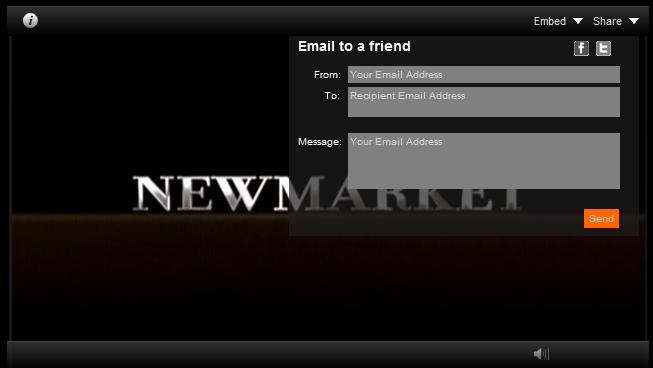 Embed Share
Email to a friend
From: Your Email Address
To: Recipient Email Address
Message: Your Email Address
NEWMARKET
Send